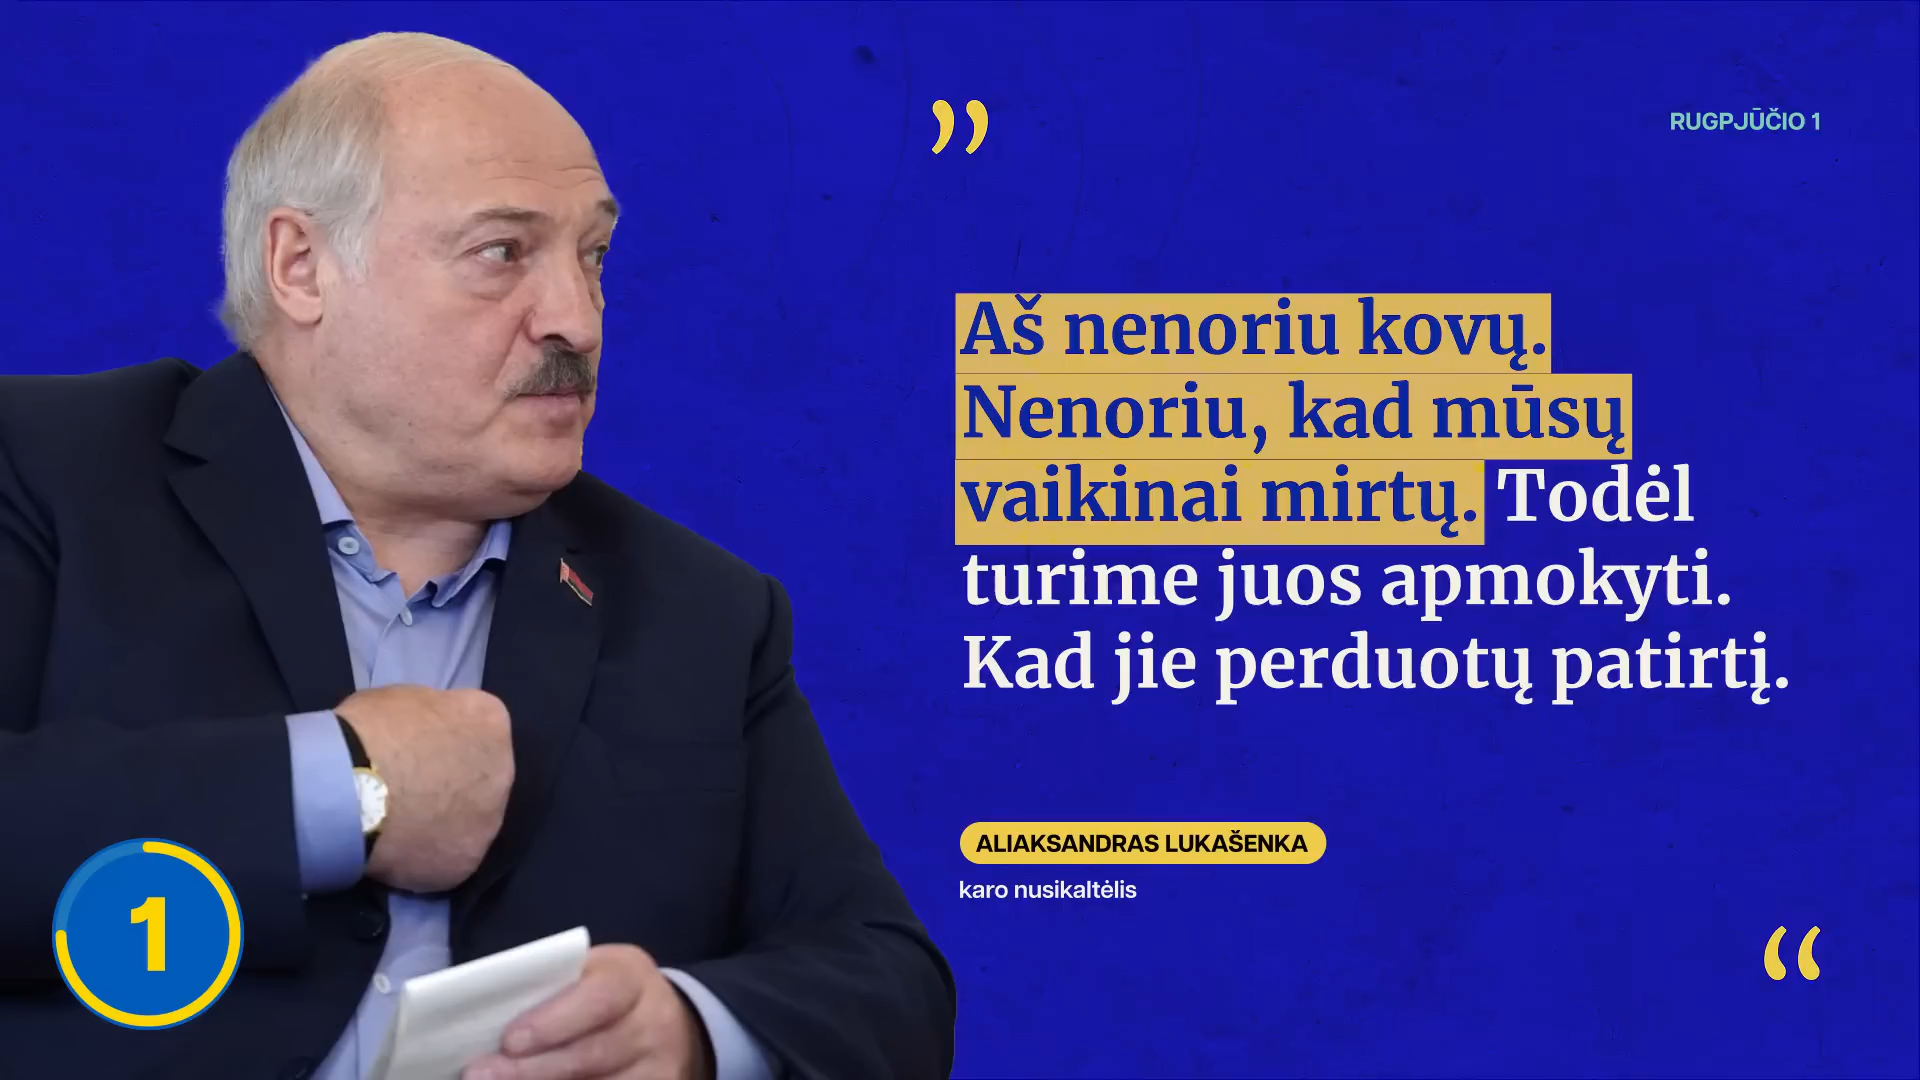 ”
RUGPJŪČIO 1
Aš nenoriu kovų.
Nenoriu, kad mūsų
vaikinai mirtų. Todėl
turime juos apmokyti.
Kad jie perduotų patirtį.
ALIAKSANDRAS LUKAŠENKA
karo nusikaltėlis
“
1